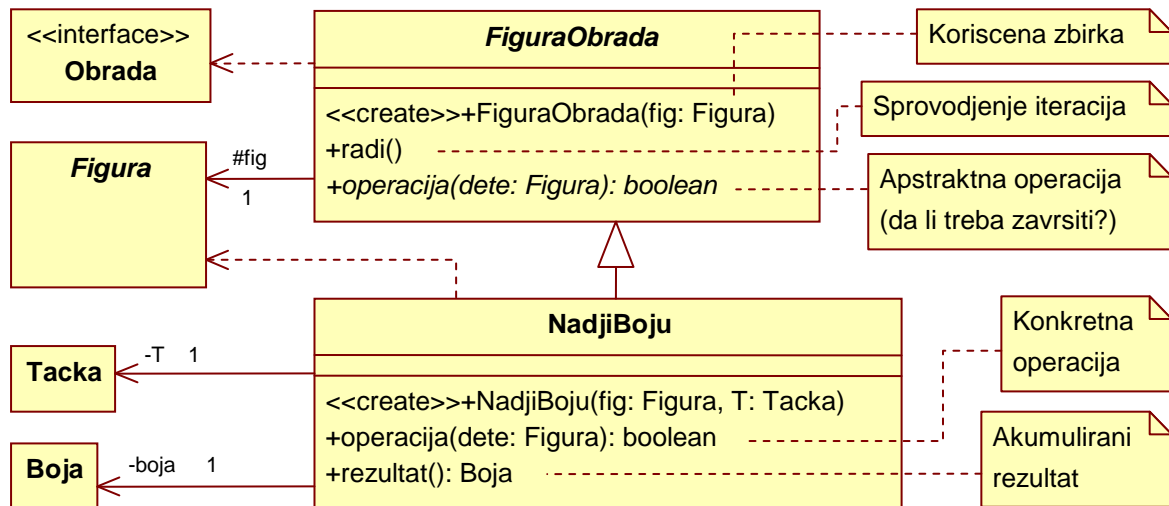 <<interface>>
Obrada
FiguraObrada
<<create>>+FiguraObrada(fig: Figura)
+radi()
+operacija(dete: Figura): boolean
Koriscena zbirka
Sprovodjenje iteracija
Apstraktna operacija
(da li treba zavrsiti?)
Figura
#fig
1
NadjiBoju
<<create>>+NadjiBoju(fig: Figura, T: Tacka)
+operacija(dete: Figura): boolean
+rezultat(): Boja
Konkretna
operacija
Akumulirani
rezultat
Tacka
-T 1
Boja
-boja 1